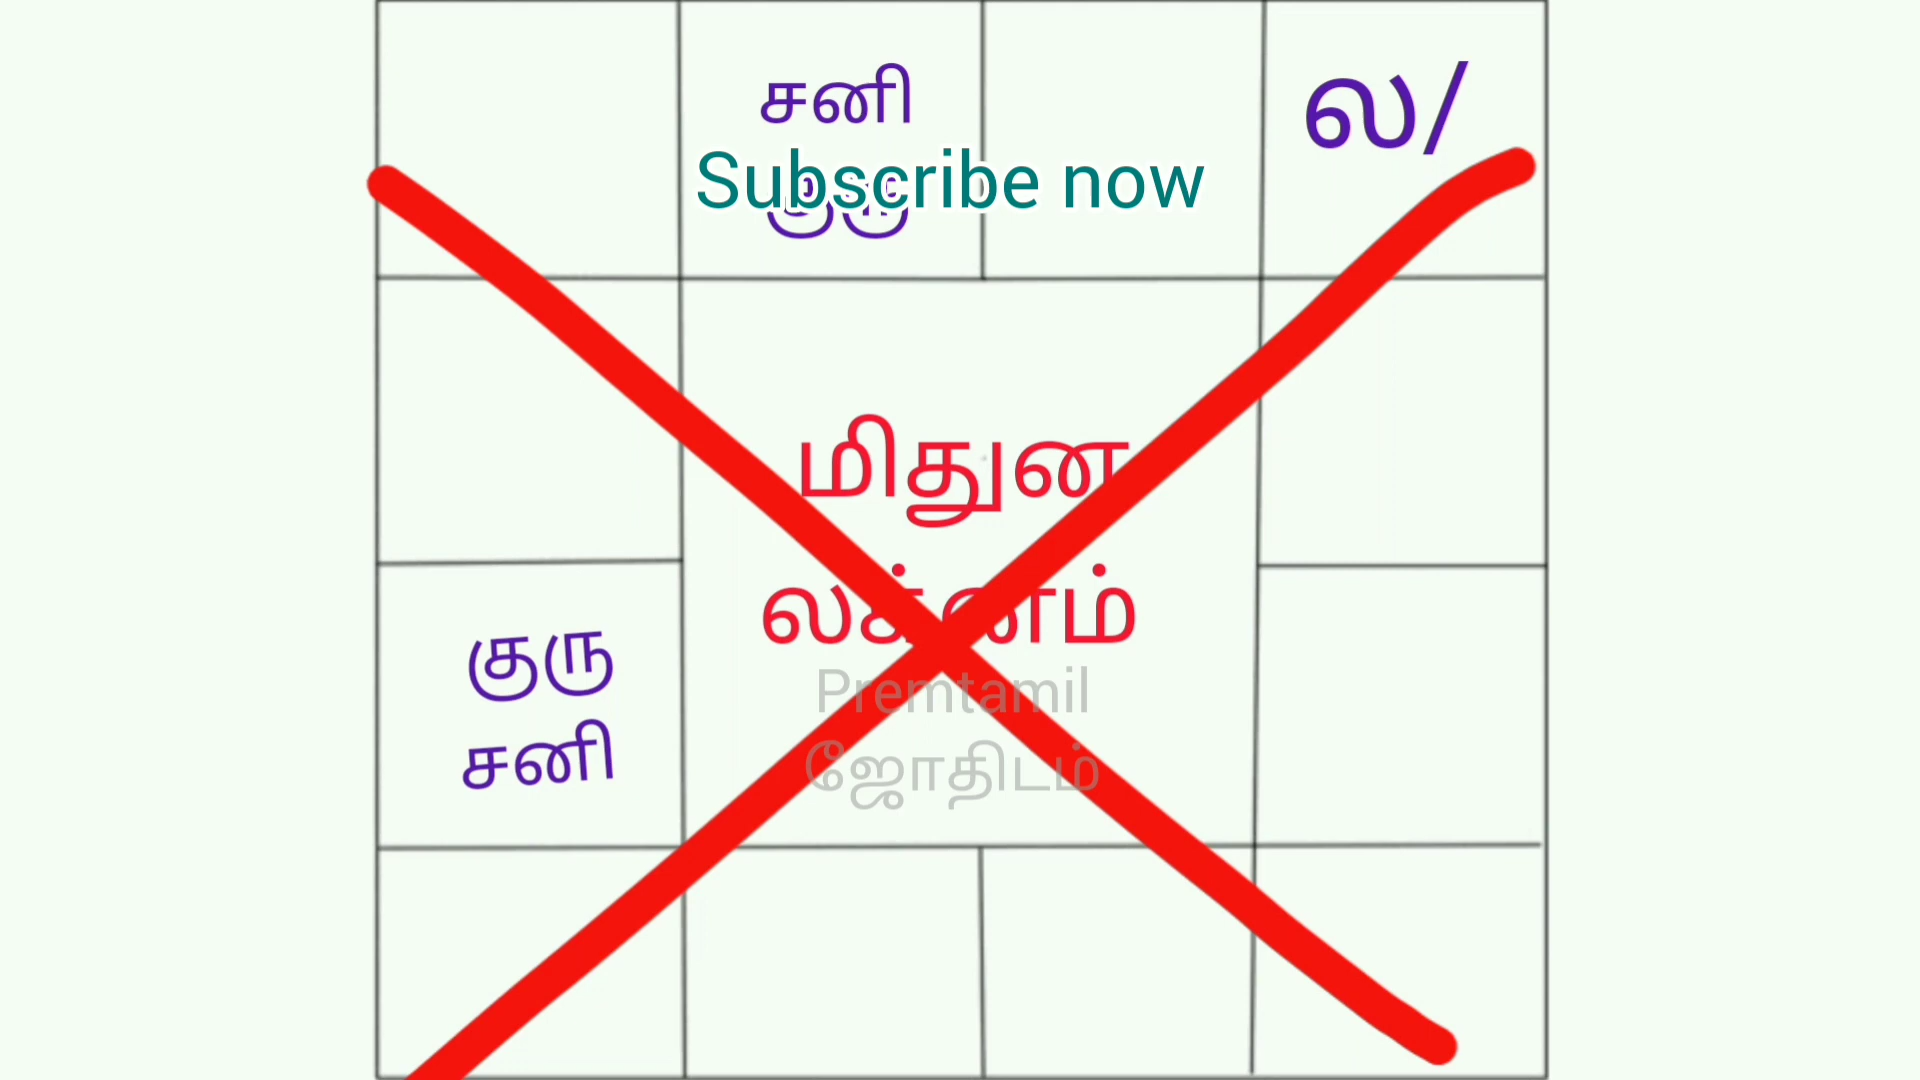 சனி
ல/
Subscribe now
குரு
மிதுன
லக்னம்
குரு
சனி
Premtamil
ஜோதிடம்